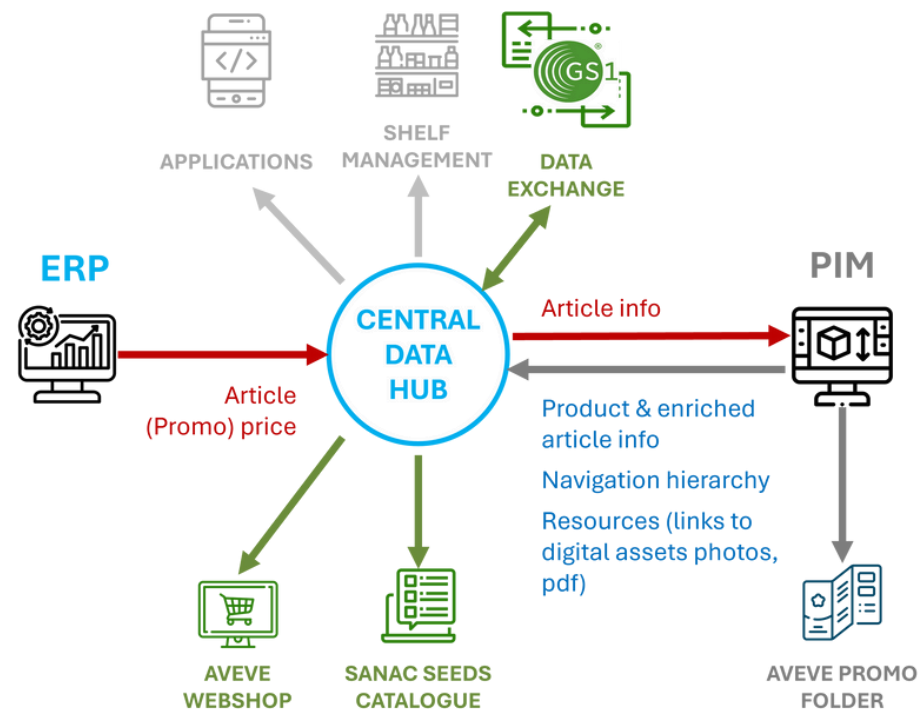 </>
GS1
®
APPLICATIONS
SHELF
MANAGEMENT
DATA
EXCHANGE
ERP
PIM
CENTRAL
DATA
HUB
Article info
Article
(Promo) price
Product & enriched
article info
Navigation hierarchy
Resources (links to
digital assets photos,
pdf)
AVEVE
WEBSHOP
SANAC SEEDS
CATALOGUE
AVEVE PROMO
FOLDER